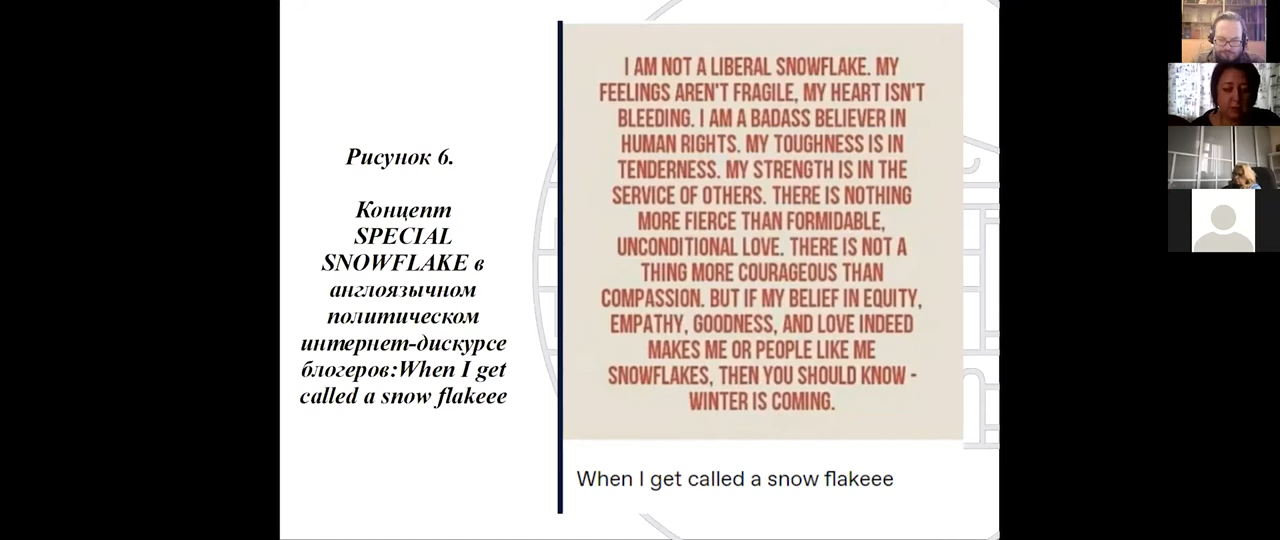 Рисунок 6.
Концепт
SPECIAL
SNOWFLAKE в
англоязычном
политическом
интернет-дискурсе
блогеров:When I get
called a snow flakeee
I AM NOT A LIBERAL SNOWFLAKE. MY
FEELINGS AREN'T FRAGILE, MY HEART ISN'T
BLEEDING. I AM A BADASS BELIEVER IN
HUMAN RIGHTS. MY TOUGHNESS IS IN
TENDERNESS. MY STRENGTH IS IN THE
SERVICE OF OTHERS. THERE IS NOTHING
MORE FIERCE THAN FORMIDABLE,
UNCONDITIONAL LOVE. THERE IS NOT A
THING MORE COURAGEOUS THAN
COMPASSION. BUT IF MY BELIEF IN EQUITY,
EMPATHY, GOODNESS, AND LOVE INDEED
MAKES ME OR PEOPLE LIKE ME
SNOWFLAKES, THEN YOU SHOULD KNOW -
WINTER IS COMING.
When I get called a snow flakeee